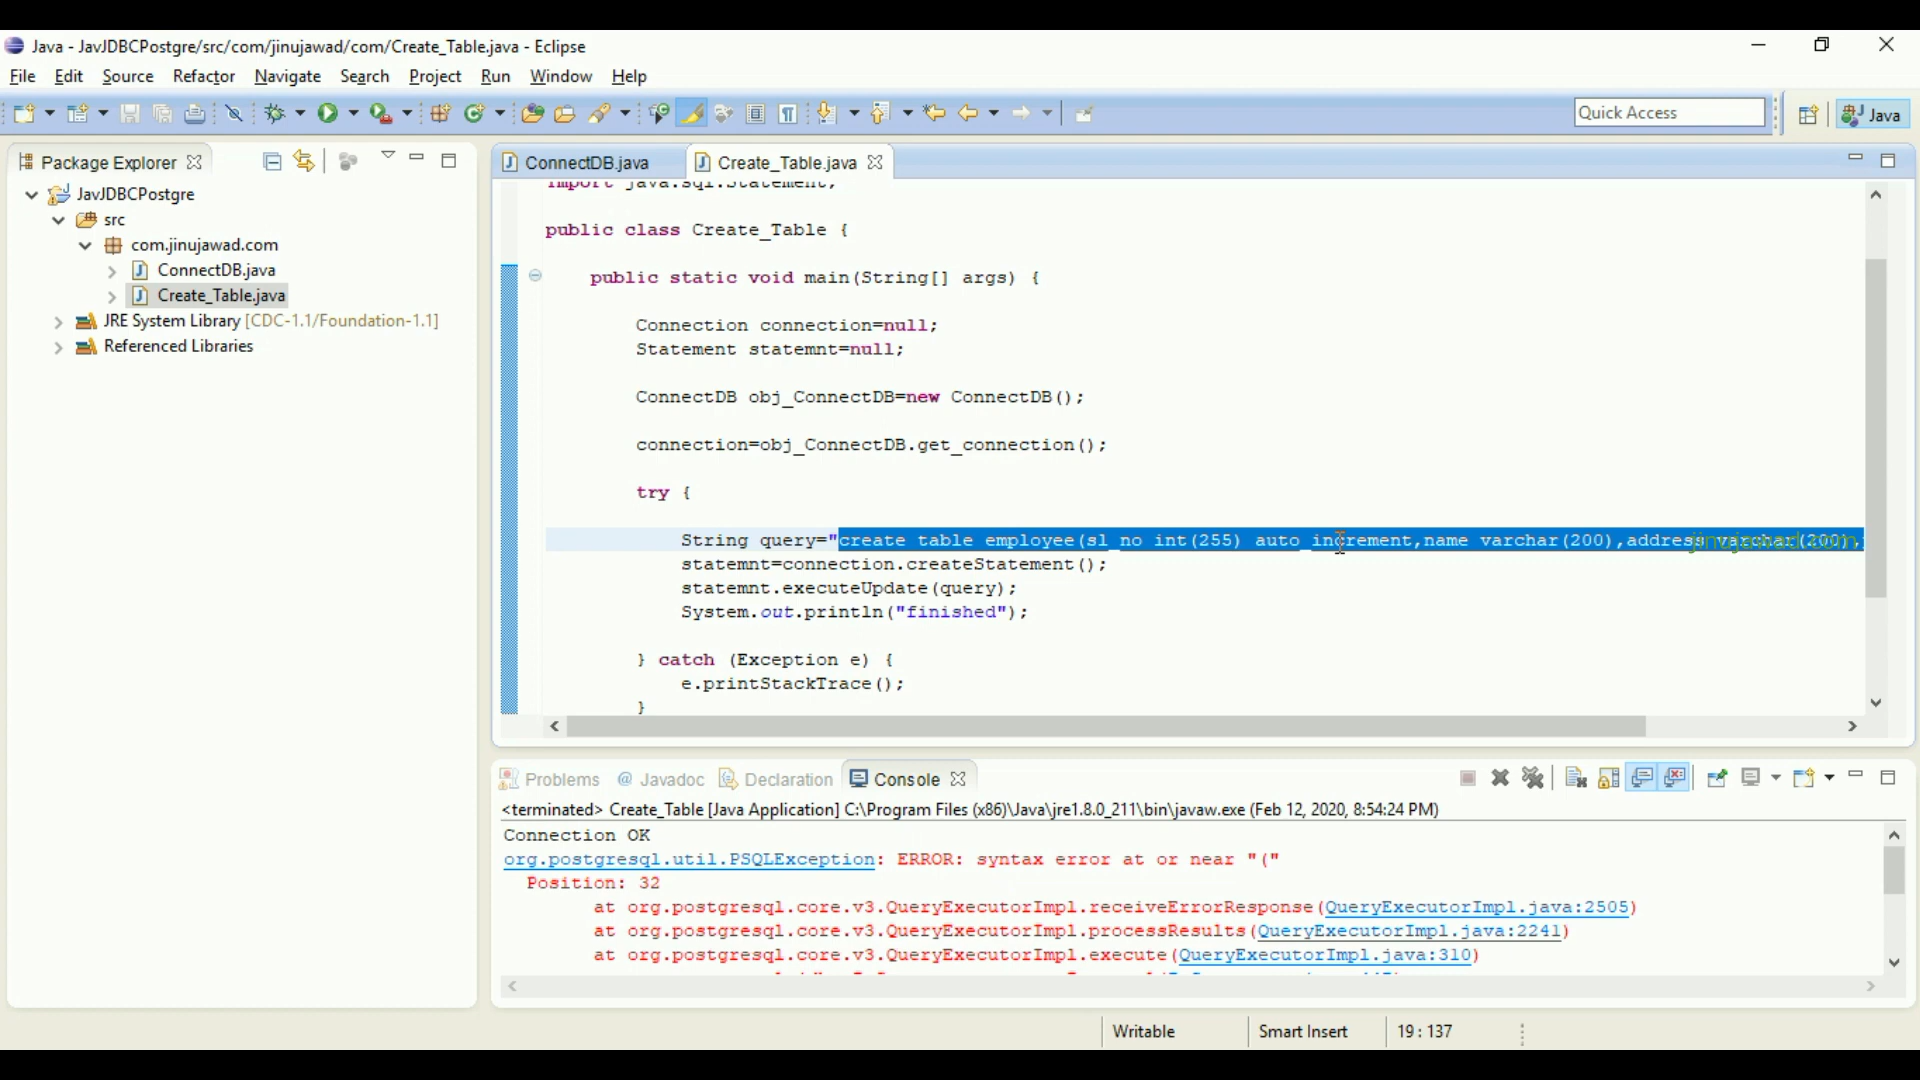 Java - JavJDBCPostgre/src/com/jinujawad/com/Create_Table.java - Eclipse
File Edit Source Refactor Navigate Search Project Run Window Help
Quick Access
Java
Package Explorer
JavJDBCPostgre
src
com.jinujawad.com
ConnectDB.java
Create_Table.java
JRE System Library [CDC-1.1/Foundation-1.1]
Referenced Libraries
ConnectDB.java Create_Table.java
import java.sql.Statement;
public class Create_Table {
public static void main(String[] args) {
Connection connection=null;
Statement statemnt=null;
ConnectDB obj_ConnectDB=new ConnectDB();
connection=obj_ConnectDB.get_connection();
try {
String query="create table employee(sl_no int(255) auto_increment,name varchar(200),address varchar(200),
jinujawad.com
statemnt=connection.createStatement();
statemnt.executeUpdate(query);
System.out.println("finished");
} catch (Exception e) {
e.printStackTrace();
}
Problems @ Javadoc Declaration Console
<terminated> Create_Table [Java Application] C:\Program Files (x86)\Java\jre1.8.0_211\bin\javaw.exe (Feb 12, 2020, 8:54:24 PM)
Connection OK
org.postgresql.util.PSQLException: ERROR: syntax error at or near "("
Position: 32
at org.postgresql.core.v3.QueryExecutorImpl.receiveErrorResponse(QueryExecutorImpl.java:2505)
at org.postgresql.core.v3.QueryExecutorImpl.processResults(QueryExecutorImpl.java:2241)
at org.postgresql.core.v3.QueryExecutorImpl.execute(QueryExecutorImpl.java:310)
Writable Smart Insert 19 : 137